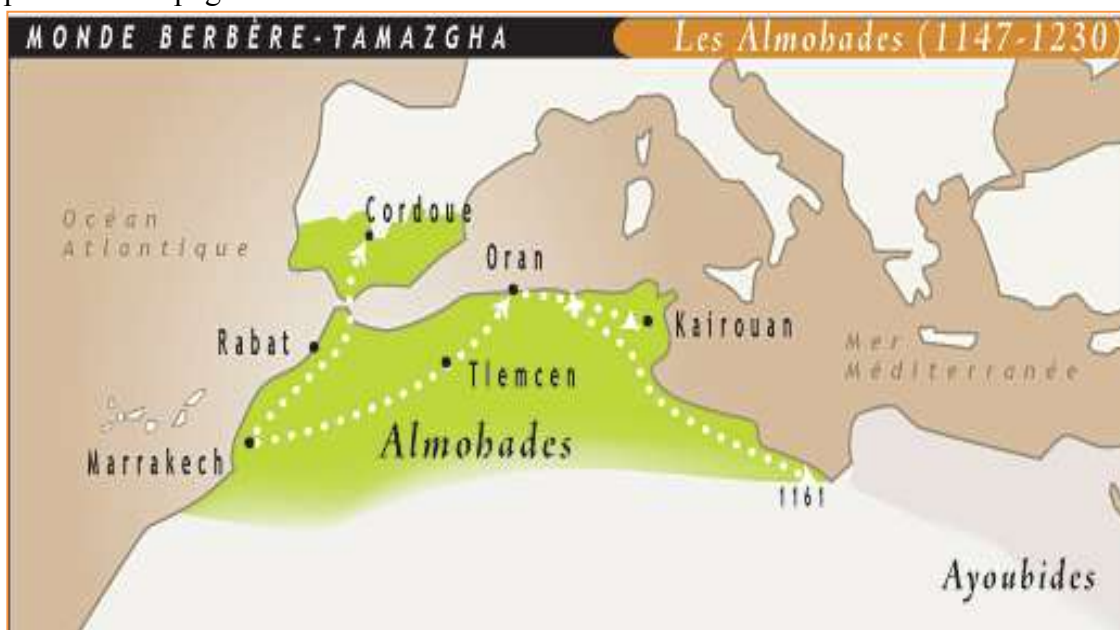 MONDE BERBÈRE-TAMAZGHA
Les Almohades (1147-1230)
Océan
Atlantique
Cordoue
Oran
Rabat
Kairouan
Mer
Méditerranée
Tlemcen
Almohades
Marrakech
1161
Ayoubides